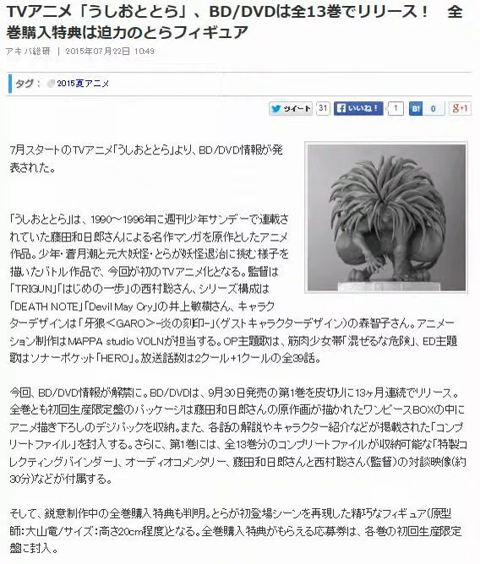 TVアニメ「うしおととら」、BD/DVDは全13巻でリリース！　全
巻購入特典は迫力のとらフィギュア
アキバ総研 | 2015年07月22日 10:49
タグ： 2015夏アニメ
ツイート 31 いいね！ 1 B! 0 g+1
7月スタートのTVアニメ「うしおととら」より、BD/DVD情報が発
表された。
「うしおととら」は、1990～1996年に週刊少年サンデーで連載さ
れていた藤田和日郎さんによる名作マンガを原作としたアニメ
作品。少年・蒼月潮と元大妖怪・とらが妖怪退治に挑む様子を
描いたバトル作品で、今回が初のTVアニメ化となる。監督は
「TRIGUN」「はじめの一歩」の西村聡さん、シリーズ構成は
「DEATH NOTE」「Devil May Cry」の井上敏樹さん、キャラク
ターデザインは「牙狼＜GARO＞-炎の刻印-」(ゲストキャラクターデザイン)の森智子さん。アニメー
ション制作はMAPPA studio VOLNが担当する。OP主題歌は、筋肉少女帯「混ぜるな危険」、ED主題
歌はソナーポケット「HERO」。放送話数は2クール+1クールの全39話。
今回、BD/DVD情報が解禁に。BD/DVDは、9月30日発売の第1巻を皮切りに13ヶ月連続でリリース。
全巻とも初回生産限定盤のパッケージは藤田和日郎さんの原作画が描かれたワンピースBOXの中に
アニメ描き下ろしのデジパックを収納。また、各話の解説やキャラクター紹介などが掲載された「コンプ
リートファイル」を封入する。さらに、第1巻には、全13巻分のコンプリートファイルが収納可能な「特製コ
レクティングバインダー」、オーディオコメンタリー、藤田和日郎さんと西村聡さん(監督)の対談映像(約
30分)などが付属する。
そして、鋭意制作中の全巻購入特典も判明。とらが初登場シーンを再現した精巧なフィギュア(原型
師：大山竜/サイズ：高さ20cm程度)となる。全巻購入特典がもらえる応募券は、各巻の初回生産限定
盤に封入。